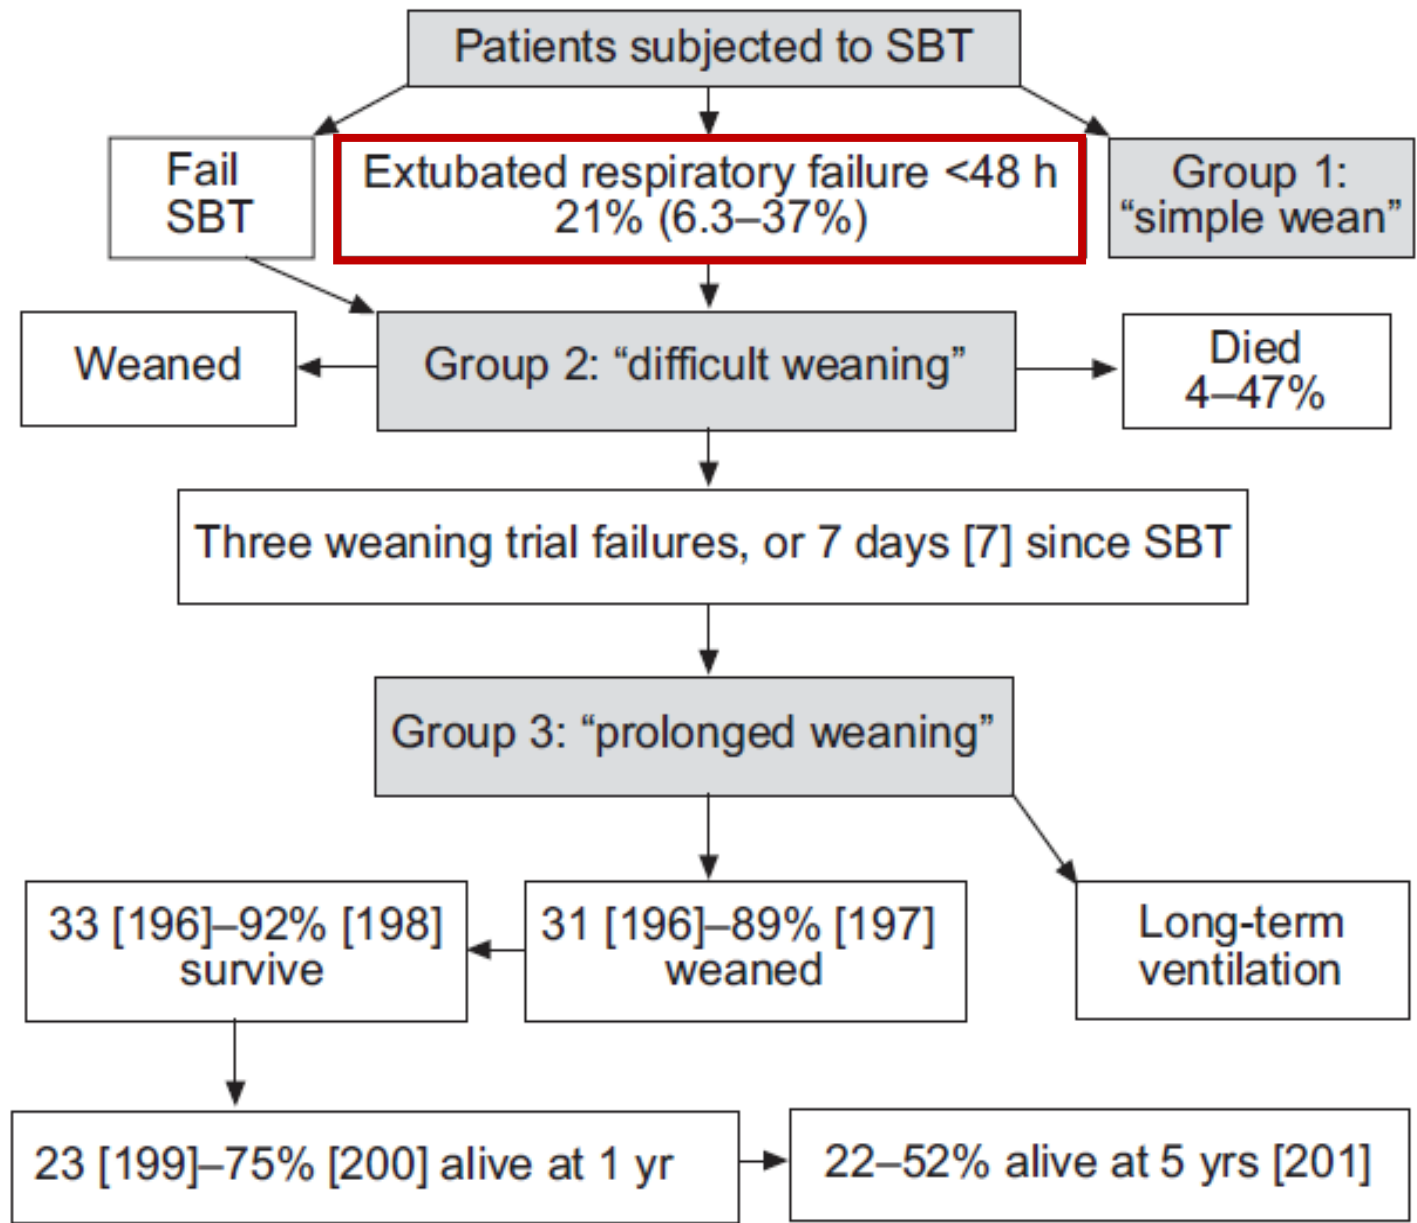 Patients subjected to SBT
Fail
SBT
Extubated respiratory failure <48 h
21% (6.3–37%)
Group 1:
“simple wean”
Weaned
Group 2: “difficult weaning”
Died
4–47%
Three weaning trial failures, or 7 days [7] since SBT
Group 3: “prolonged weaning”
33 [196]–92% [198]
survive
31 [196]–89% [197]
weaned
Long-term
ventilation
23 [199]–75% [200] alive at 1 yr
22–52% alive at 5 yrs [201]